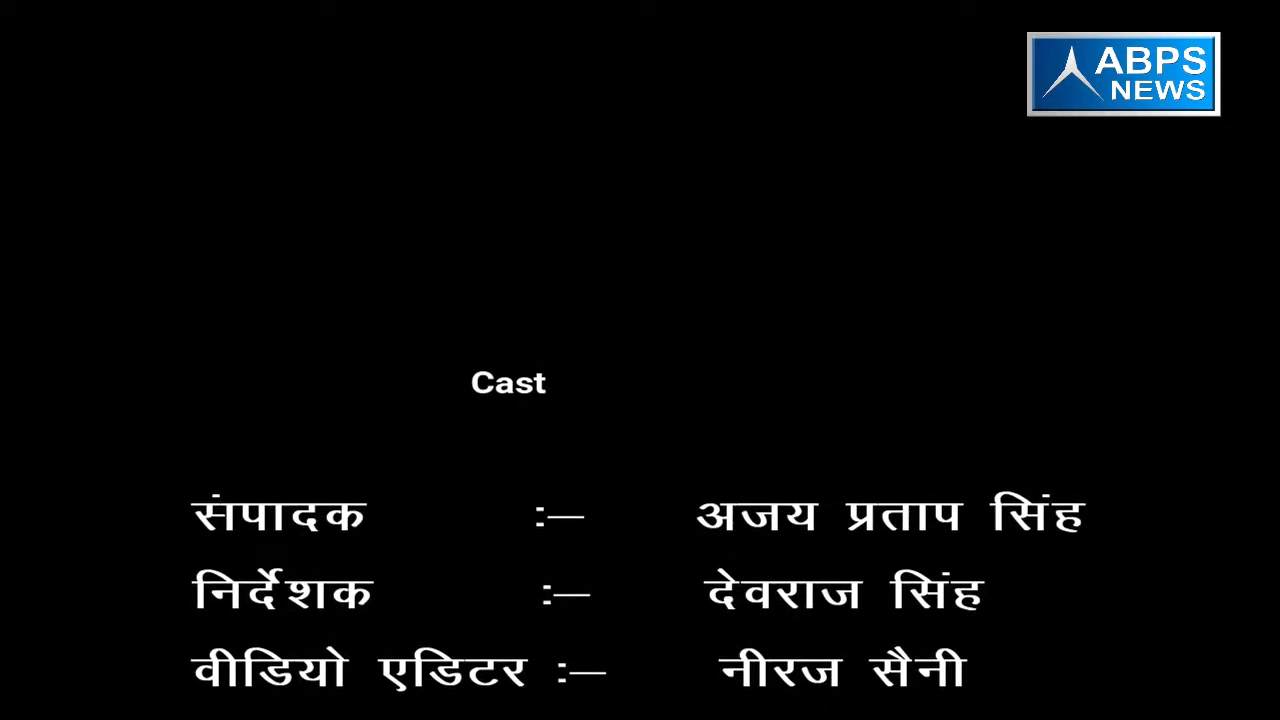 ABPS
NEWS
Cast
संपादक :— अजय प्रताप सिंह
निर्देशक :— देवराज सिंह
वीडियो एडिटर :— नीरज सैनी